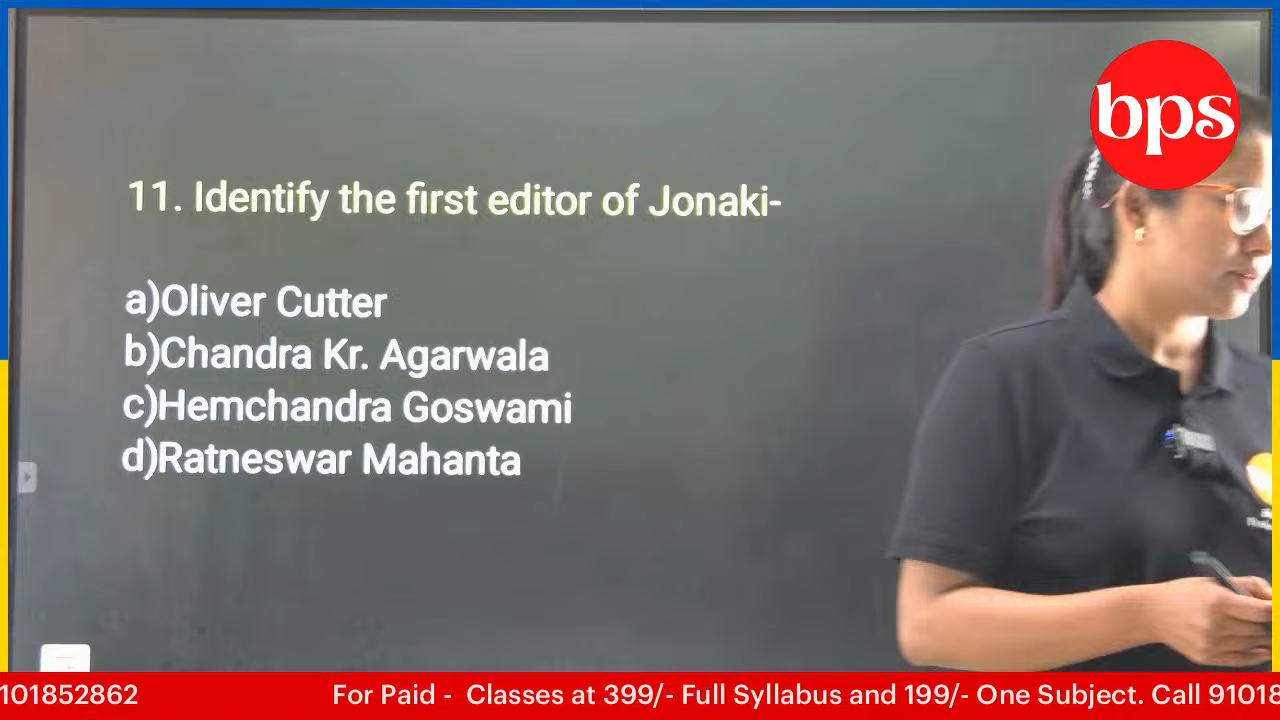 bps
11. Identify the first editor of Jonaki-
a)Oliver Cutter
b)Chandra Kr. Agarwala
c)Hemchandra Goswami
d)Ratneswar Mahanta
101852862 For Paid - Classes at 399/- Full Syllabus and 199/- One Subject. Call 91018